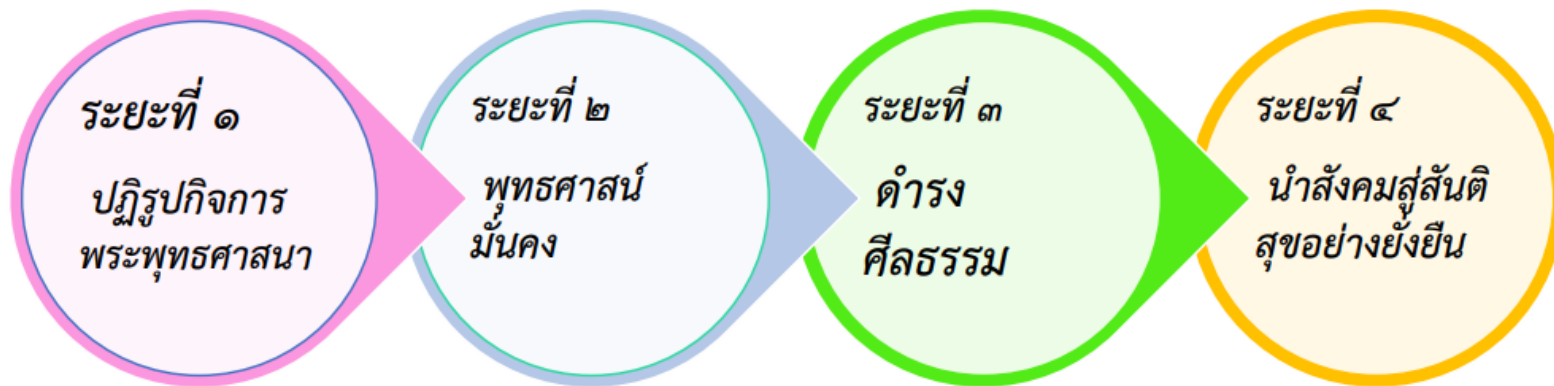 ระยะที่ ๑
ปฏิรูปกิจการ
พระพุทธศาสนา
ระยะที่ ๒
พุทธศาสน์
มั่นคง
ระยะที่ ๓
ดำรง
ศีลธรรม
ระยะที่ ๔
นำสังคมสู่สันติ
สุขอย่างยั่งยืน